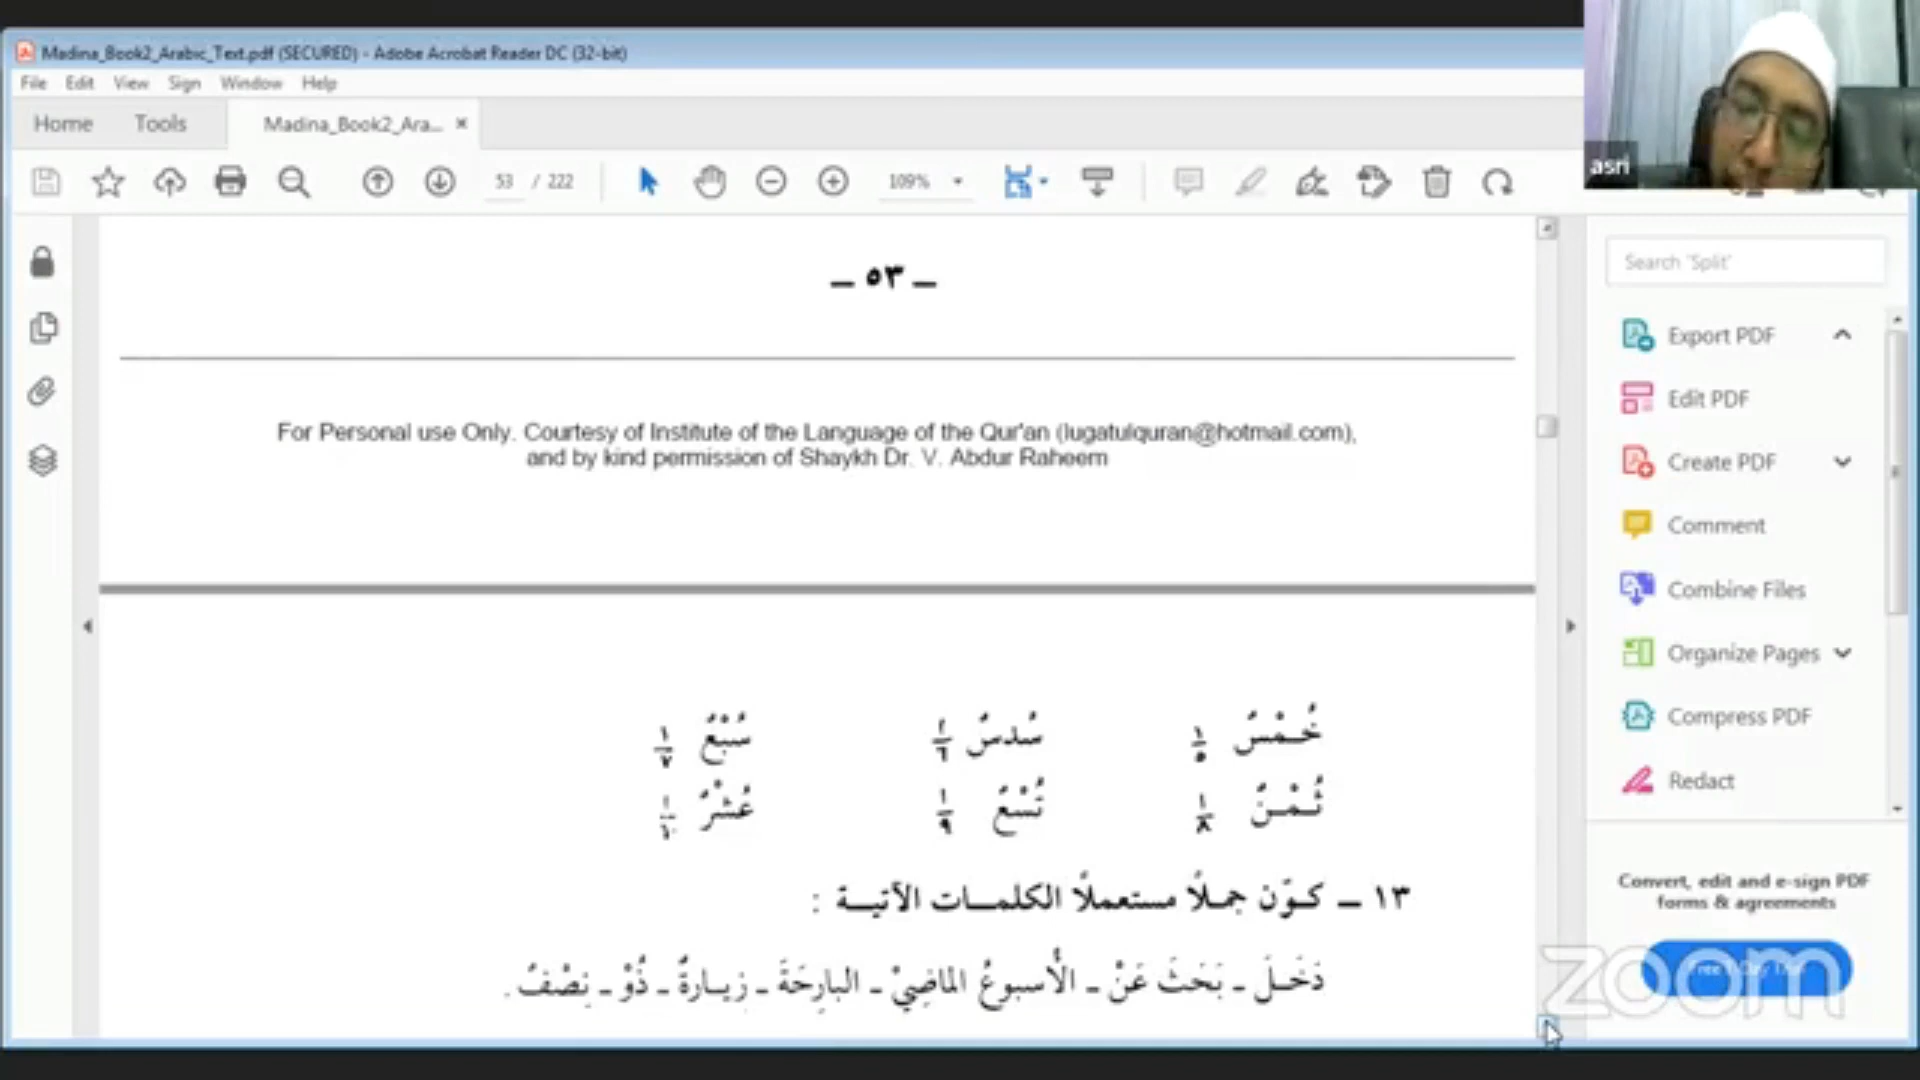 Madina_Book2_Arabic_Text.pdf (SECURED) - Adobe Acrobat Reader DC (32-bit)
File Edit View Sign Window Help
Home Tools Madina_Book2_Ara... ×
53 / 222 109%
asri
Search 'Split'
Export PDF
Edit PDF
Create PDF
Comment
Combine Files
Organize Pages
Compress PDF
Redact
Convert, edit and e-sign PDF
forms & agreements
zoom
– ٥٣ –
For Personal use Only. Courtesy of Institute of the Language of the Qur'an (lugatulquran@hotmail.com),
and by kind permission of Shaykh Dr. V. Abdur Raheem
خُمْسٌ ١/٥ سُدسٌ ١/٦ سُبْعٌ ١/٧
ثُمْنٌ ١/٨ تُسْعٌ ١/٩ عُشْرٌ ١/١٠
١٣ – كوّن جملاً مستعملاً الكلمات الآتية :
دَخَلَ - بَحَثَ عَنْ - الأُسبوعُ الماضِيْ - البارِحَةَ - زِيارةٌ - ذُوْ - نِصْفٌ .